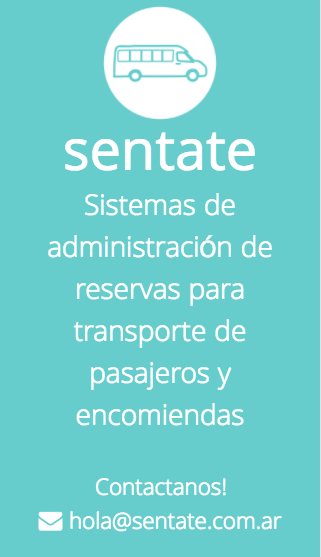 sentate
Sistemas de
administración de
reservas para
transporte de
pasajeros y
encomiendas
Contactanos!
hola@sentate.com.ar